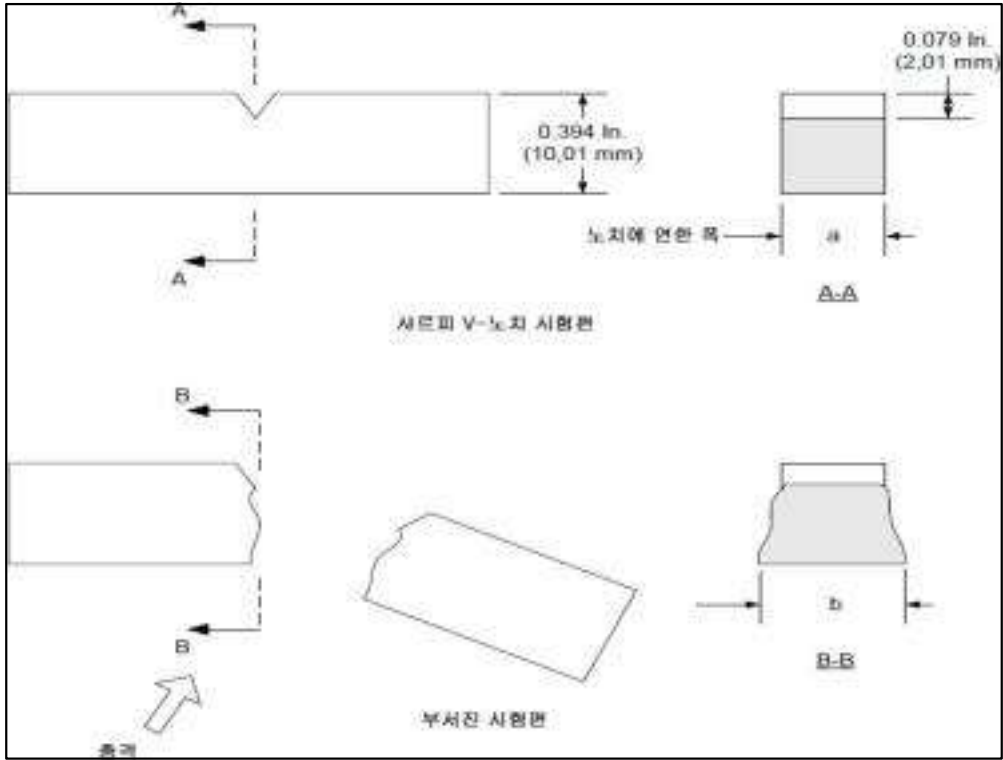 A
0.079 In.
(2,01 mm)
0.394 In.
(10,01 mm)
노치에 연한 폭
a
A
A-A
샤르피 V-노치 시험편
B
b
B
B-B
부서진 시험편
충격